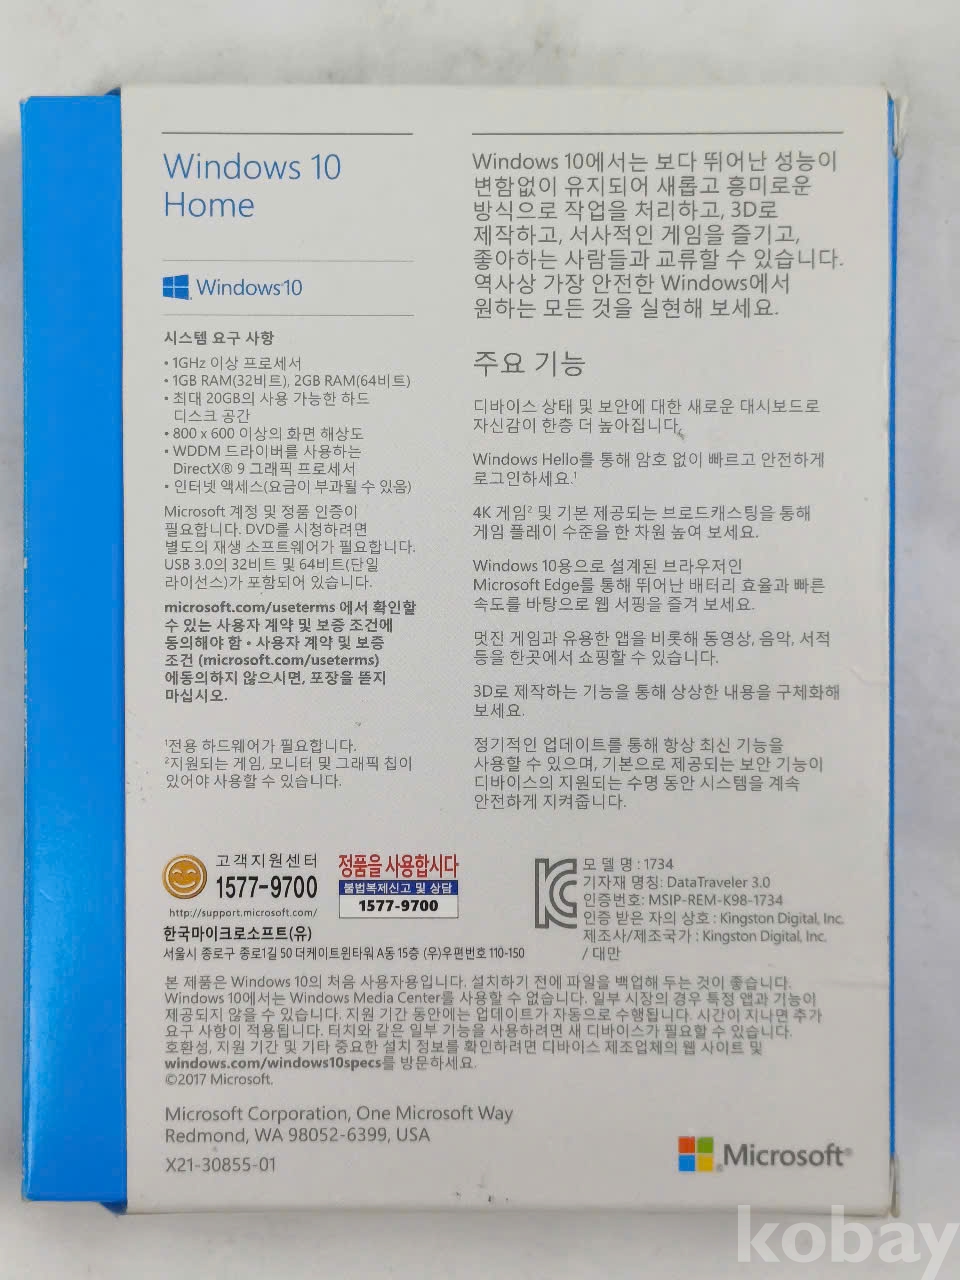 Windows 10
Home
Windows10
시스템 요구 사항
• 1GHz 이상 프로세서
• 1GB RAM(32비트), 2GB RAM(64비트)
• 최대 20GB의 사용 가능한 하드
디스크 공간
• 800 x 600 이상의 화면 해상도
• WDDM 드라이버를 사용하는
DirectX® 9 그래픽 프로세서
• 인터넷 액세스(요금이 부과될 수 있음)
Microsoft 계정 및 정품 인증이
필요합니다. DVD를 시청하려면
별도의 재생 소프트웨어가 필요합니다.
USB 3.0의 32비트 및 64비트(단일
라이선스)가 포함되어 있습니다.
microsoft.com/useterms 에서 확인할
수 있는 사용자 계약 및 보증 조건에
동의해야 함 • 사용자 계약 및 보증
조건 (microsoft.com/useterms)
에동의하지 않으시면, 포장을 뜯지
마십시오.
¹전용 하드웨어가 필요합니다.
²지원되는 게임, 모니터 및 그래픽 칩이
있어야 사용할 수 있습니다.
Windows 10에서는 보다 뛰어난 성능이
변함없이 유지되어 새롭고 흥미로운
방식으로 작업을 처리하고, 3D로
제작하고, 서사적인 게임을 즐기고,
좋아하는 사람들과 교류할 수 있습니다.
역사상 가장 안전한 Windows에서
원하는 모든 것을 실현해 보세요.
주요 기능
디바이스 상태 및 보안에 대한 새로운 대시보드로
자신감이 한층 더 높아집니다.
Windows Hello를 통해 암호 없이 빠르고 안전하게
로그인하세요.¹
4K 게임² 및 기본 제공되는 브로드캐스팅을 통해
게임 플레이 수준을 한 차원 높여 보세요.
Windows 10용으로 설계된 브라우저인
Microsoft Edge를 통해 뛰어난 배터리 효율과 빠른
속도를 바탕으로 웹 서핑을 즐겨 보세요.
멋진 게임과 유용한 앱을 비롯해 동영상, 음악, 서적
등을 한곳에서 쇼핑할 수 있습니다.
3D로 제작하는 기능을 통해 상상한 내용을 구체화해
보세요.
정기적인 업데이트를 통해 항상 최신 기능을
사용할 수 있으며, 기본으로 제공되는 보안 기능이
디바이스의 지원되는 수명 동안 시스템을 계속
안전하게 지켜줍니다.
고객지원센터
1577-9700
http://support.microsoft.com/
정품을 사용합시다
불법복제신고 및 상담
1577-9700
한국마이크로소프트(유)
서울시 종로구 종로1길 50 더케이트윈타워 A동 15층 (우)우편번호 110-150
모 델 명 : 1734
기자재 명칭: DataTraveler 3.0
인증번호: MSIP-REM-K98-1734
인증 받은 자의 상호 : Kingston Digital, Inc.
제조사/제조국가 : Kingston Digital, Inc.
/ 대만
본 제품은 Windows 10의 처음 사용자용입니다. 설치하기 전에 파일을 백업해 두는 것이 좋습니다.
Windows 10에서는 Windows Media Center를 사용할 수 없습니다. 일부 시장의 경우 특정 앱과 기능이
제공되지 않을 수 있습니다. 지원 기간 동안에는 업데이트가 자동으로 수행됩니다. 시간이 지나면 추가
요구 사항이 적용됩니다. 터치와 같은 일부 기능을 사용하려면 새 디바이스가 필요할 수 있습니다.
호환성, 지원 기간 및 기타 중요한 설치 정보를 확인하려면 디바이스 제조업체의 웹 사이트 및
windows.com/windows10specs를 방문하세요.
©2017 Microsoft.
Microsoft Corporation, One Microsoft Way
Redmond, WA 98052-6399, USA
X21-30855-01
Microsoft®
kobay